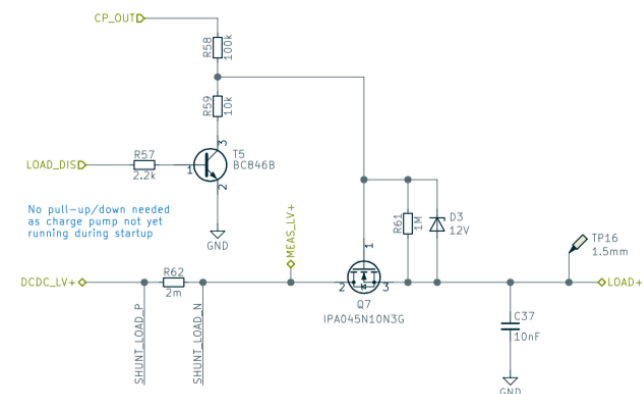 CP_OUT
R58
100k
R59
10k
3
T5
BC846B
LOAD_DIS
R57
2.2k
1
2
No pull-up/down needed
as charge pump not yet
running during startup
GND
MEAS_LV+
R61
1M
D3
12V
1
TP16
1.5mm
DCDC_LV+
R62
2m
2
3
Q7
IPA045N10N3G
LOAD+
SHUNT_LOAD_P
SHUNT_LOAD_N
C37
10nF
GND